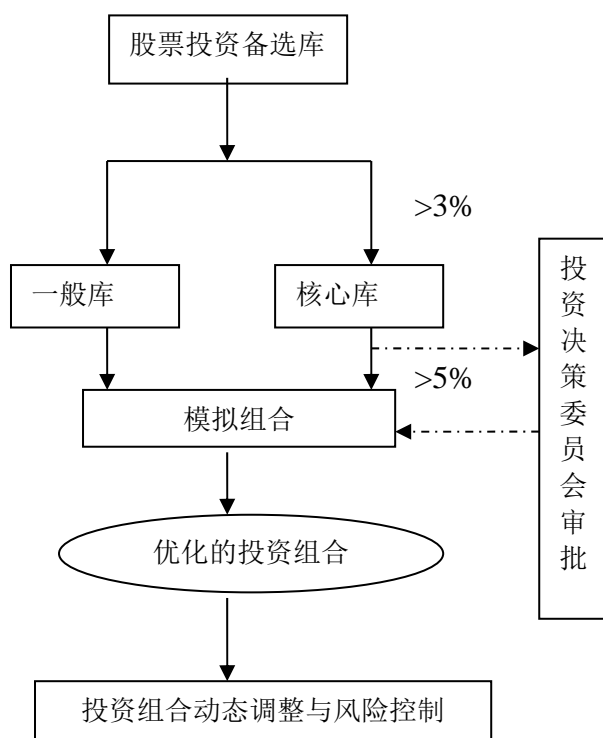 股票投资备选库
>3%
一般库
核心库
投资决策委员会审批
>5%
模拟组合
优化的投资组合
投资组合动态调整与风险控制